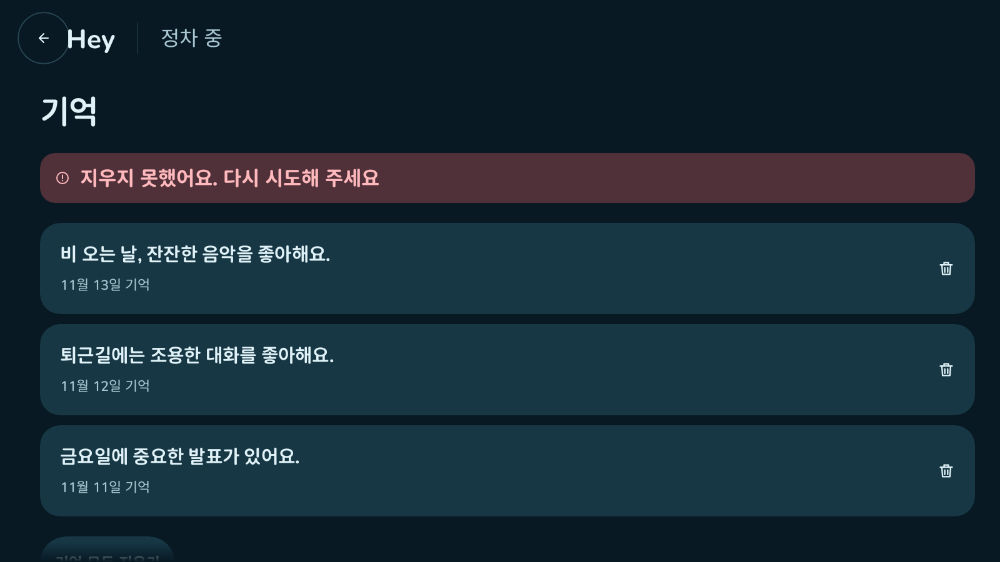 Hey
정차 중
기억
지우지 못했어요. 다시 시도해 주세요
비 오는 날, 잔잔한 음악을 좋아해요.
11월 13일 기억
퇴근길에는 조용한 대화를 좋아해요.
11월 12일 기억
금요일에 중요한 발표가 있어요.
11월 11일 기억